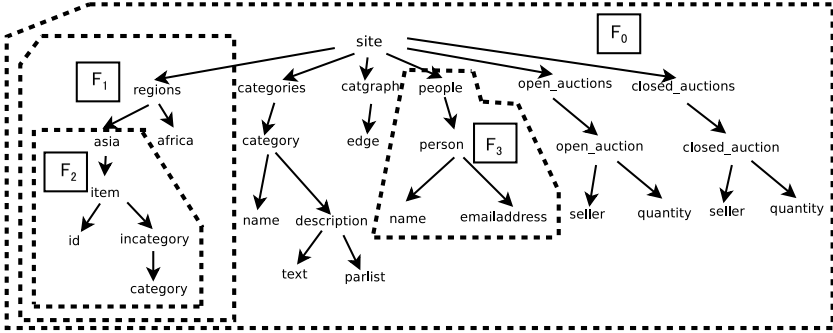 site
F0
F1
regions
categories
catgraph
people
open_auctions
closed_auctions
asia
africa
category
edge
person
F3
open_auction
closed_auction
F2
item
id
incategory
name
description
name
emailaddress
seller
quantity
seller
quantity
category
text
parlist